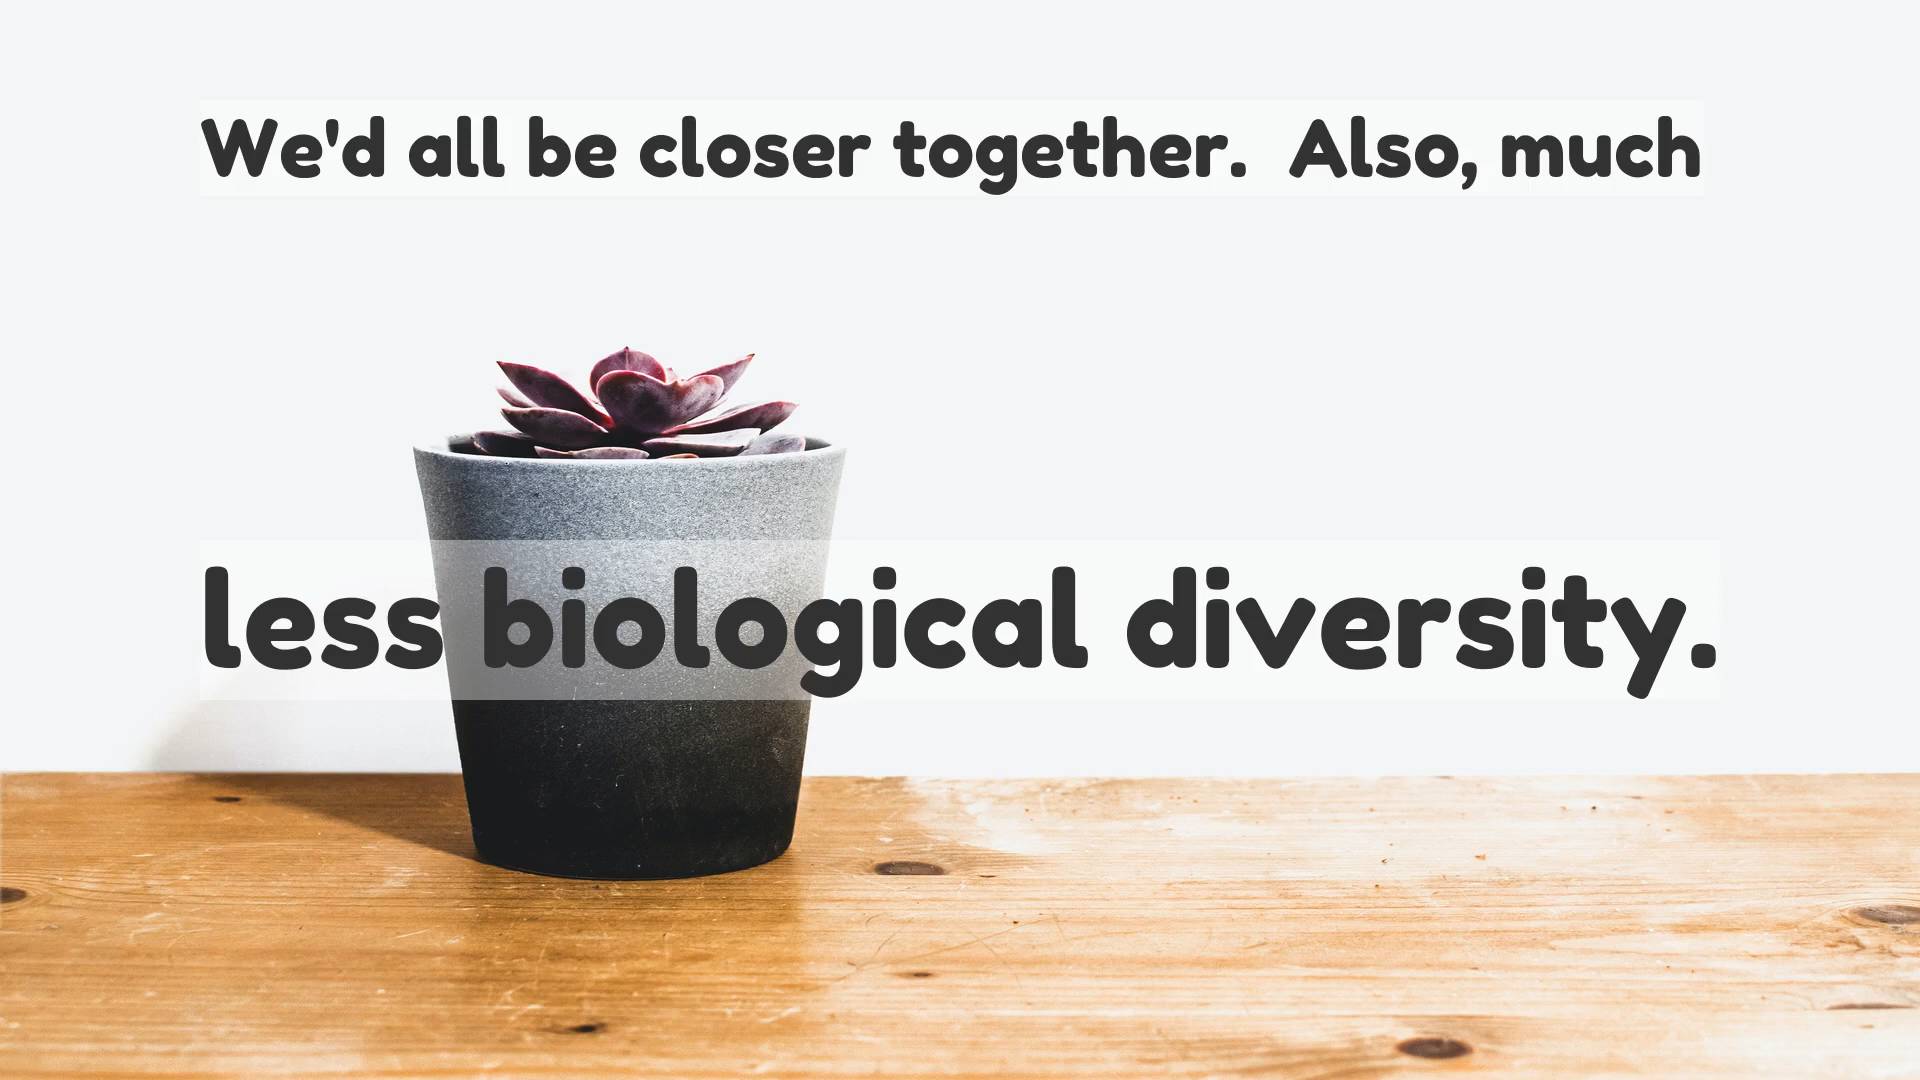 We'd all be closer together.  Also, much
less biological diversity.